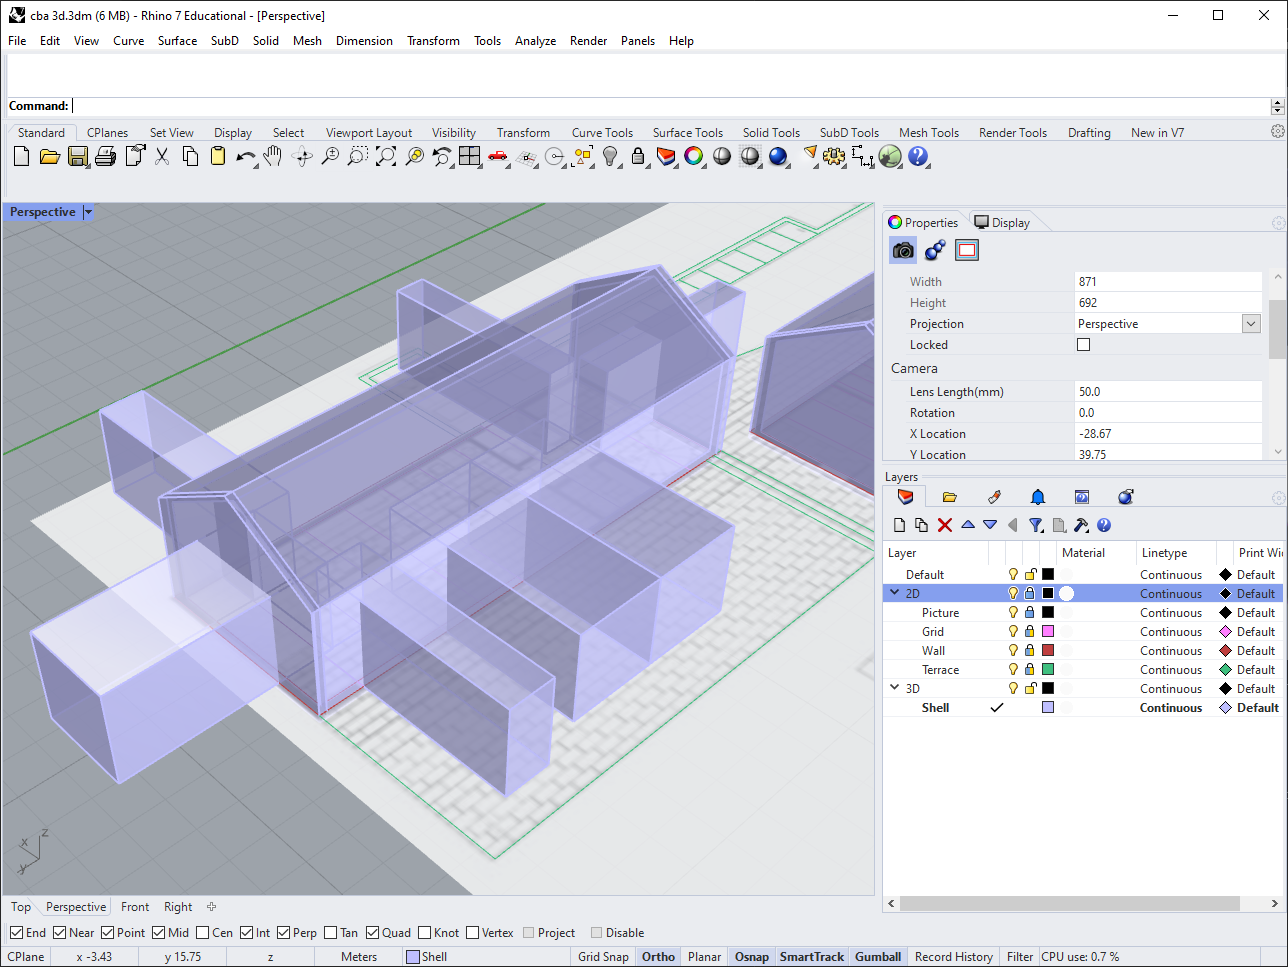 cba 3d.3dm (6 MB) - Rhino 7 Educational - [Perspective]
File Edit View Curve Surface SubD Solid Mesh Dimension Transform Tools Analyze Render Panels Help
Command:
Standard CPlanes Set View Display Select Viewport Layout Visibility Transform Curve Tools Surface Tools Solid Tools SubD Tools Mesh Tools Render Tools Drafting New in V7
Perspective
Properties Display
Width 871
Height 692
Projection Perspective
Locked
Camera
Lens Length(mm) 50.0
Rotation 0.0
X Location -28.67
Y Location 39.75
Layers
Layer Material Linetype Print Wi
Default Continuous Default
2D Continuous Default
Picture Continuous Default
Grid Continuous Default
Wall Continuous Default
Terrace Continuous Default
3D Continuous Default
Shell Continuous Default
z
x
y
Top Perspective Front Right
End Near Point Mid Cen Int Perp Tan Quad Knot Vertex Project Disable
CPlane x -3.43 y 15.75 z Meters Shell Grid Snap Ortho Planar Osnap SmartTrack Gumball Record History Filter CPU use: 0.7 %